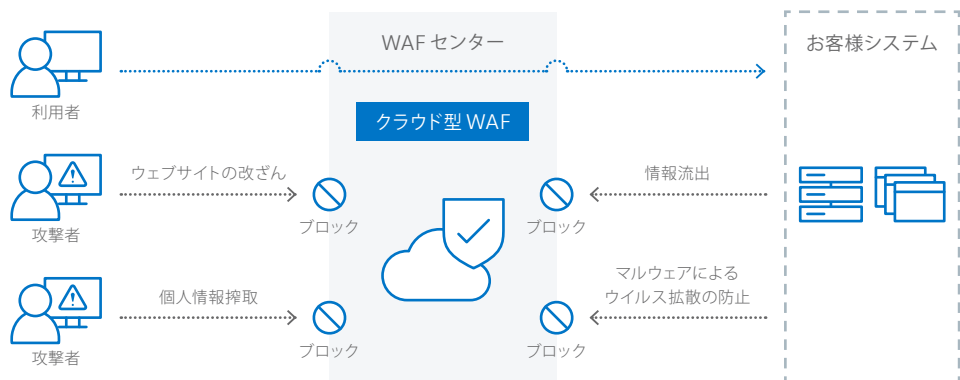 WAF センター
お客様システム
利用者
クラウド型 WAF
ウェブサイトの改ざん
情報流出
攻撃者
ブロック
ブロック
個人情報搾取
マルウェアによる
ウイルス拡散の防止
攻撃者
ブロック
ブロック